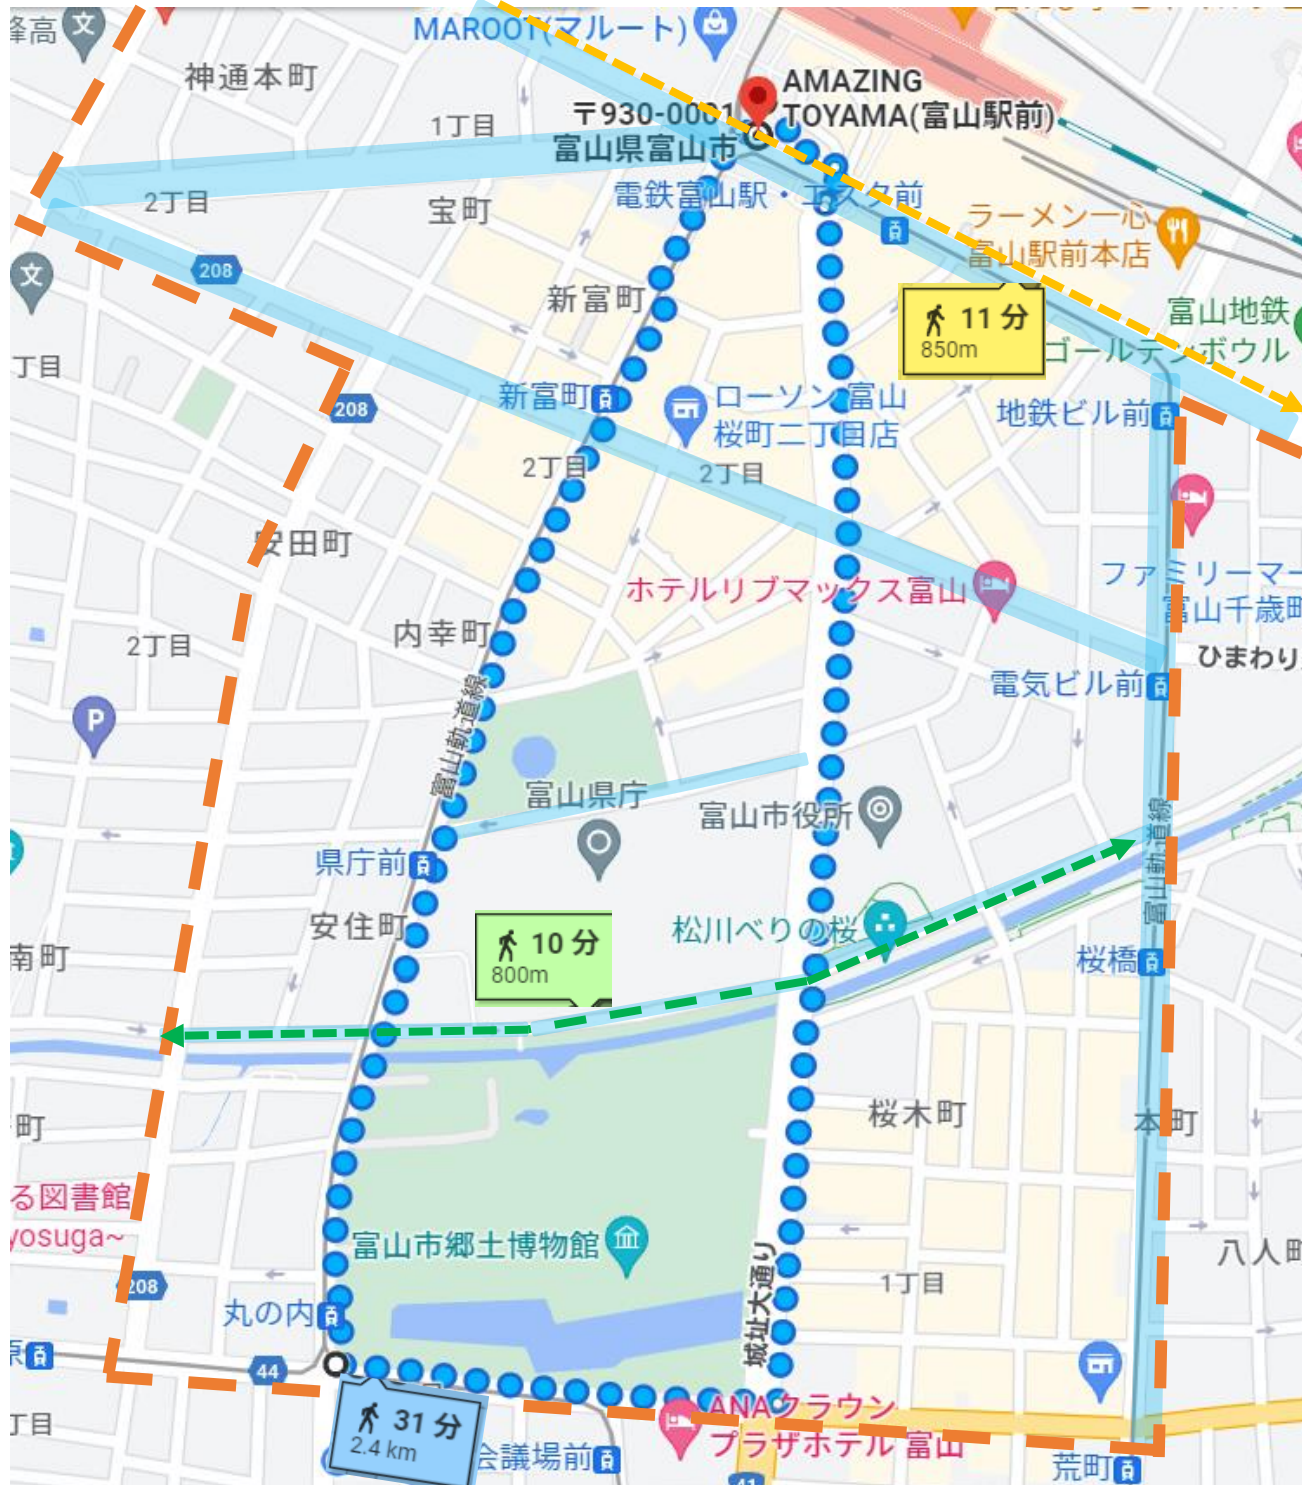 峰高
MAROOT(マルート)
神通本町
AMAZING
TOYAMA(富山駅前)
〒930-0001
富山県富山市
1丁目
2丁目
宝町
電鉄富山駅・エスタ前
ラーメン一心
富山駅前本店
208
新富町
11 分
850m
富山地鉄
ゴールデンボウル
丁目
208
新富町
ローソン 富山
桜町二丁目店
地鉄ビル前
2丁目
2丁目
安田町
ホテルリブマックス富山
ファミリーマー
富山千歳町
内幸町
2丁目
ひまわり
電気ビル前
P
富山軌道線
富山県庁
富山市役所
富山軌道線
県庁前
安住町
松川べりの桜
10 分
800m
南町
桜橋
桜木町
本町
町
る図書館
yosuga~
富山市郷土博物館
八人町
城址大通り
1丁目
208
丸の内
原
44
31 分
2.4 km
ANAクラウン
プラザホテル 富山
丁目
会議場前
荒町
41